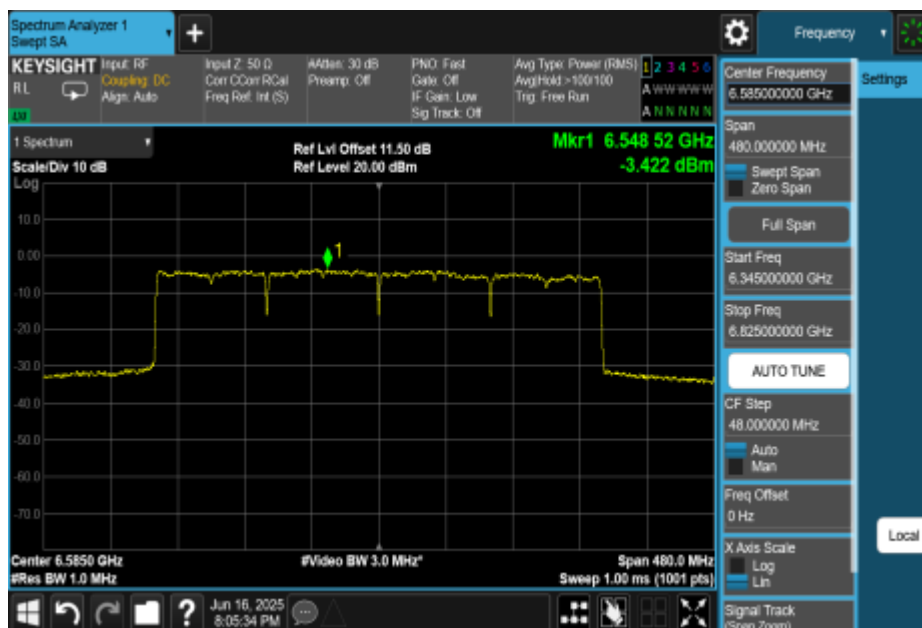 Spectrum Analyzer 1
Swept SA
Frequency
KEYSIGHT
Input: RF
Input Z: 50 Ω
#Atten: 30 dB
PNO: Fast
Avg Type: Power (RMS)
1 2 3 4 5 6
RL
Coupling: DC
Corr CCorr RCal
Preamp: Off
Gate: Off
Avg|Hold: >100/100
A W W W W W
Align: Auto
Freq Ref: Int (S)
IF Gain: Low
Trig: Free Run
Sig Track: Off
A N N N N N
Settings
Center Frequency
6.585000000 GHz
Span
480.000000 MHz
Swept Span
Zero Span
Full Span
Start Freq
6.345000000 GHz
Stop Freq
6.825000000 GHz
AUTO TUNE
CF Step
48.000000 MHz
Auto
Man
Freq Offset
0 Hz
X Axis Scale
Log
Lin
Signal Track
(Span Zoom)
Local
1 Spectrum
Scale/Div 10 dB
Ref Lvl Offset 11.50 dB
Ref Level 20.00 dBm
Mkr1 6.548 52 GHz
-3.422 dBm
Log
10.0
0.00
-10.0
-20.0
-30.0
-40.0
-50.0
-60.0
-70.0
1
Center 6.5850 GHz
#Video BW 3.0 MHz*
Span 480.0 MHz
#Res BW 1.0 MHz
Sweep 1.00 ms (1001 pts)
?
Jun 16, 2025
8:05:34 PM